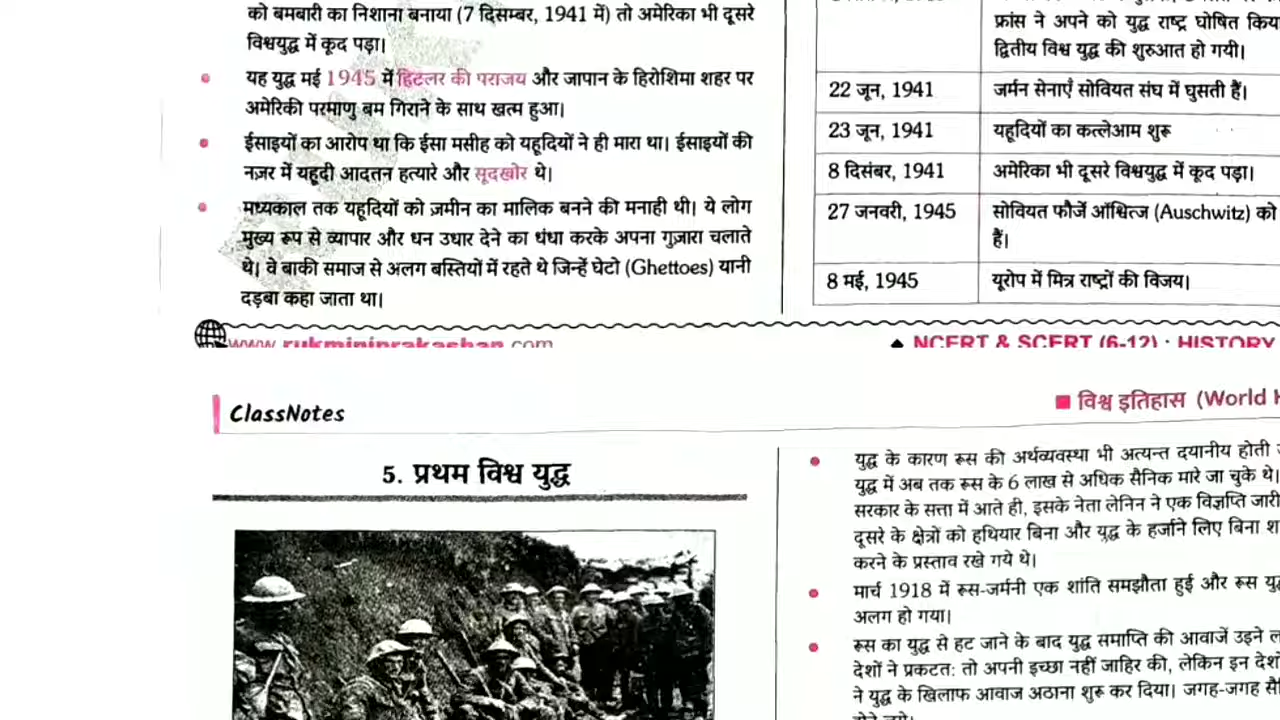 को बमबारी का निशाना बनाया (7 दिसम्बर, 1941 में) तो अमेरिका भी दूसरे
विश्वयुद्ध में कूद पड़ा।
यह युद्ध मई 1945 में हिटलर की पराजय और जापान के हिरोशिमा शहर पर
अमेरिकी परमाणु बम गिराने के साथ खत्म हुआ।
ईसाइयों का आरोप था कि ईसा मसीह को यहूदियों ने ही मारा था। ईसाइयों की
नज़र में यहूदी आदतन हत्यारे और सूदखोर थे।
मध्यकाल तक यहूदियों को ज़मीन का मालिक बनने की मनाही थी। ये लोग
मुख्य रूप से व्यापार और धन उधार देने का धंधा करके अपना गुज़ारा चलाते
थे। वे बाकी समाज से अलग बस्तियों में रहते थे जिन्हें घेटो (Ghettoes) यानी
दड़बा कहा जाता था।
फ्रांस ने अपने को युद्ध राष्ट्र घोषित
द्वितीय विश्व युद्ध की शुरुआत हो गयी।
22 जून, 1941 जर्मन सेनाएँ सोवियत संघ में घुसती हैं।
23 जून, 1941 यहूदियों का कत्लेआम शुरू
8 दिसंबर, 1941 अमेरिका भी दूसरे विश्वयुद्ध में कूद पड़ा।
27 जनवरी, 1945 सोवियत फौजें ऑश्वित्ज (Auschwitz) को
हैं।
8 मई, 1945 यूरोप में मित्र राष्ट्रों की विजय।
www.rukminiprakashan.com
NCERT & SCERT (6-12) : HISTORY
ClassNotes
विश्व इतिहास (World
5. प्रथम विश्व युद्ध
युद्ध के कारण रूस की अर्थव्यवस्था भी अत्यन्त दयानीय होती
युद्ध में अब तक रूस के 6 लाख से अधिक सैनिक मारे जा चुके थे।
सरकार के सत्ता में आते ही, इसके नेता लेनिन ने एक विज्ञप्ति जारी
दूसरे के क्षेत्रों को हथियार बिना और युद्ध के हर्जाने लिए बिना
करने के प्रस्ताव रखे गये थे।
मार्च 1918 में रूस-जर्मनी एक शांति समझौता हुई और रूस
अलग हो गया।
रूस का युद्ध से हट जाने के बाद युद्ध समाप्ति की आवाजें उड़ने
देशों ने प्रकटत: तो अपनी इच्छा नहीं जाहिर की, लेकिन इन
ने युद्ध के खिलाफ आवाज अठाना शुरू कर दिया। जगह-जगह